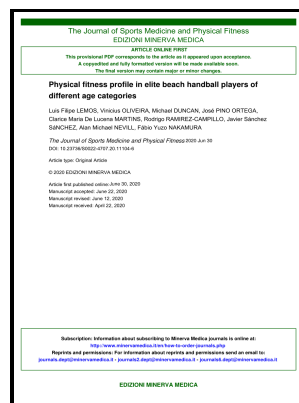 The Journal of Sports Medicine and Physical Fitness
EDIZIONI MINERVA MEDICA
ARTICLE ONLINE FIRST
This provisional PDF corresponds to the article as it appeared upon acceptance.
A copyedited and fully formatted version will be made available soon.
The final version may contain major or minor changes.
Physical fitness profile in elite beach handball players of
different age categories
Luis Filipe LEMOS, Vinicius OLIVEIRA, Michael DUNCAN, José PINO ORTEGA,
Clarice Maria De Lucena MARTINS, Rodrigo RAMIREZ-CAMPILLO, Javier Sánchez
SáNCHEZ, Alan Michael NEVILL, Fábio Yuzo NAKAMURA
The Journal of Sports Medicine and Physical Fitness 2020 Jun 30
DOI: 10.23736/S0022-4707.20.11104-6
Article type: Original Article
© 2020 EDIZIONI MINERVA MEDICA
Article first published online: June 30, 2020
Manuscript accepted: June 22, 2020
Manuscript revised: June 12, 2020
Manuscript received: April 22, 2020
Subscription: Information about subscribing to Minerva Medica journals is online at:
http://www.minervamedica.it/en/how-to-order-journals.php
Reprints and permissions: For information about reprints and permissions send an email to:
journals.dept@minervamedica.it - journals2.dept@minervamedica.it - journals6.dept@minervamedica.it
EDIZIONI MINERVA MEDICA